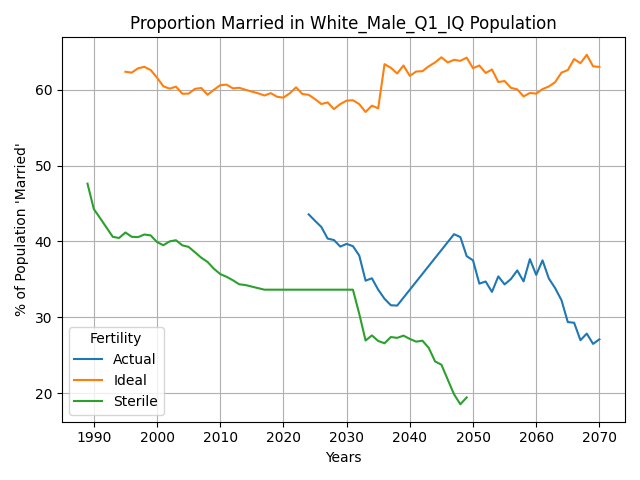 Proportion Married in White_Male_Q1_IQ Population
% of Population 'Married'
60
50
40
30
20
Fertility
Actual
Ideal
Sterile
1990 2000 2010 2020 2030 2040 2050 2060 2070
Years